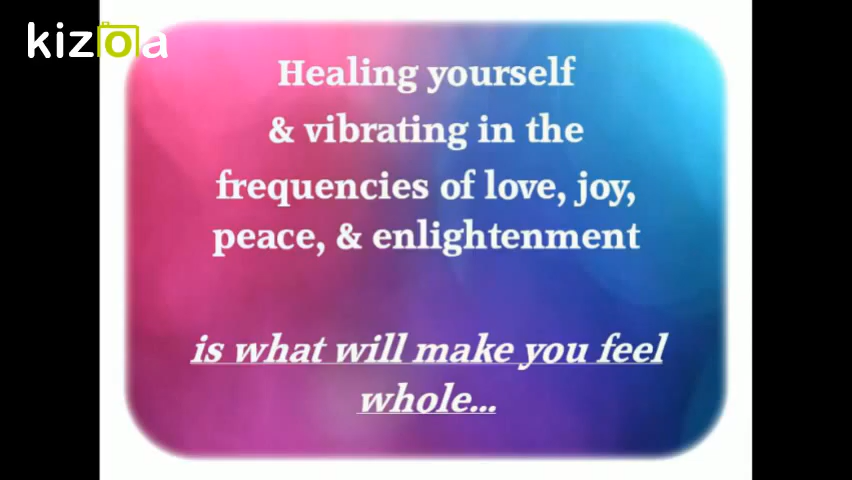 kizoa
Healing yourself
& vibrating in the
frequencies of love, joy,
peace, & enlightenment
is what will make you feel
whole...